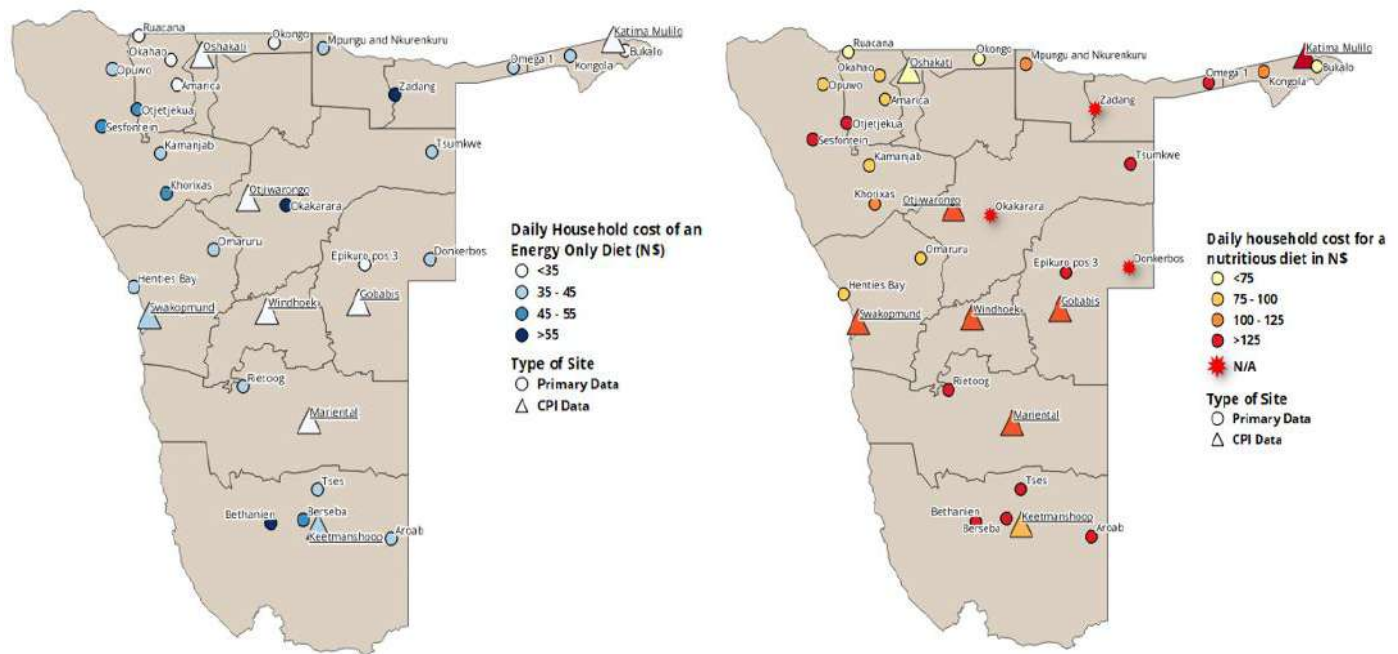 Ruacana
Okahao
Oshakati
Okongo
Mpungu and Nkurenkuru
Katima Mulilo
Bukalo
Omega 1
Kongola
Opuwo
Amarica
Zadang
Otjetjekua
Sesfontein
Kamanjab
Tsumkwe
Khorixas
Otjiwarongo
Okakarara
Omaruru
Epikuro pos 3
Donkerbos
Henties Bay
Swakopmund
Windhoek
Gobabis
Rietoog
Mariental
Tses
Bethanien
Berseba
Keetmanshoop
Aroab
Daily Household cost of an
Energy Only Diet (N$)
<35
35 - 45
45 - 55
>55
Type of Site
Primary Data
CPI Data
Ruacana
Okahao
Oshakati
Okongo
Mpungu and Nkurenkuru
Katima Mulilo
Bukalo
Omega 1
Kongola
Opuwo
Amarica
Zadang
Otjetjekua
Sesfontein
Kamanjab
Tsumkwe
Khorixas
Otjiwarongo
Okakarara
Omaruru
Epikuro pos 3
Donkerbos
Henties Bay
Swakopmund
Windhoek
Gobabis
Rietoog
Mariental
Tses
Bethanien
Berseba
Keetmanshoop
Aroab
Daily household cost for a
nutritious diet in N$
<75
75 - 100
100 - 125
>125
N/A
Type of Site
Primary Data
CPI Data